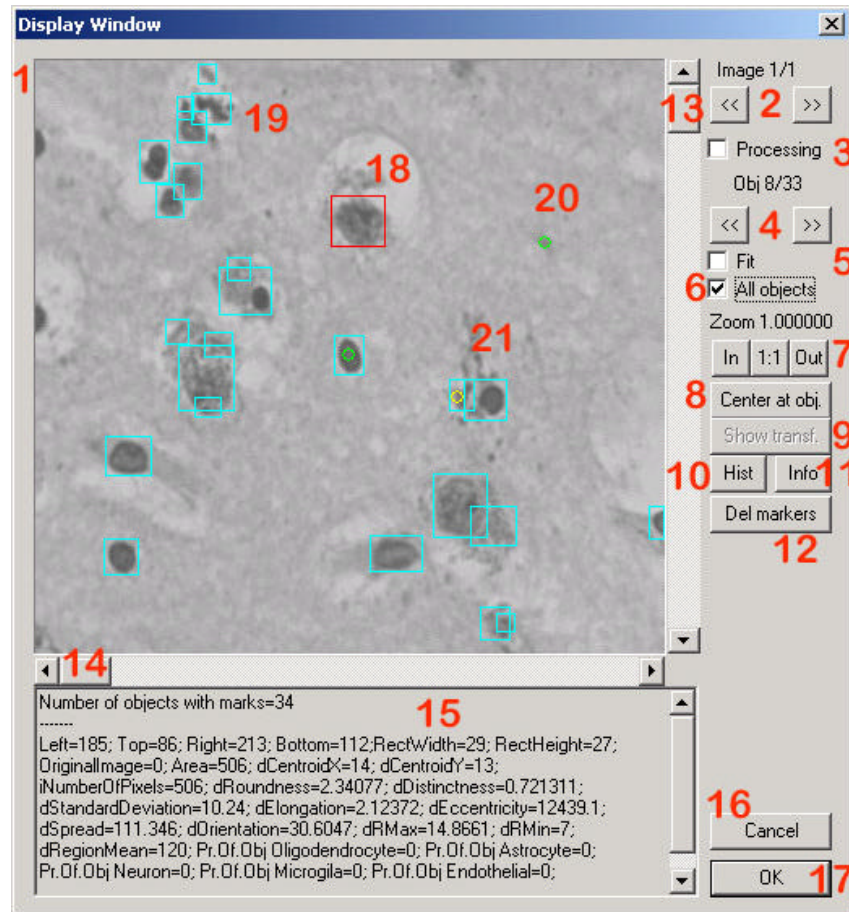 Display Window
1
19
18
20
21
13
Image 1/1
<< 2 >>
Processing 3
Obj 8/33
<< 4 >>
5
Fit
6 All objects
Zoom 1.000000
In 1:1 Out 7
8 Center at obj.
Show transf. 9
10 Hist Info 11
Del markers
12
14
Number of objects with marks=34
15
-------
Left=185; Top=86; Right=213; Bottom=112;RectWidth=29; RectHeight=27;
OriginalImage=0; Area=506; dCentroidX=14; dCentroidY=13;
iNumberOfPixels=506; dRoundness=2.34077; dDistinctness=0.721311;
dStandardDeviation=10.24; dElongation=2.12372; dEccentricity=12439.1;
dSpread=111.346; dOrientation=30.6047; dRMax=14.8661; dRMin=7;
dRegionMean=120; Pr.Of.Obj Oligodendrocyte=0; Pr.Of.Obj Astrocyte=0;
Pr.Of.Obj Neuron=0; Pr.Of.Obj Microgila=0; Pr.Of.Obj Endothelial=0;
16
Cancel
OK 17